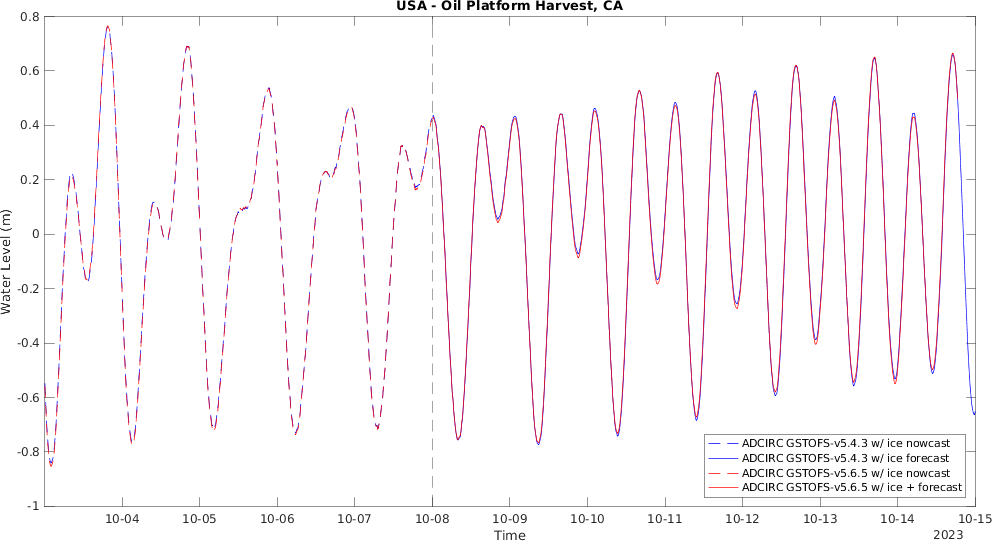 USA - Oil Platform Harvest, CA
0.8
0.6
0.4
0.2
0
-0.2
-0.4
-0.6
-0.8
-1
Water Level (m)
ADCIRC GSTOFS-v5.4.3 w/ ice nowcast
ADCIRC GSTOFS-v5.4.3 w/ ice forecast
ADCIRC GSTOFS-v5.6.5 w/ ice nowcast
ADCIRC GSTOFS-v5.6.5 w/ ice + forecast
10-04 10-05 10-06 10-07 10-08 10-09 10-10 10-11 10-12 10-13 10-14 10-15
Time
2023